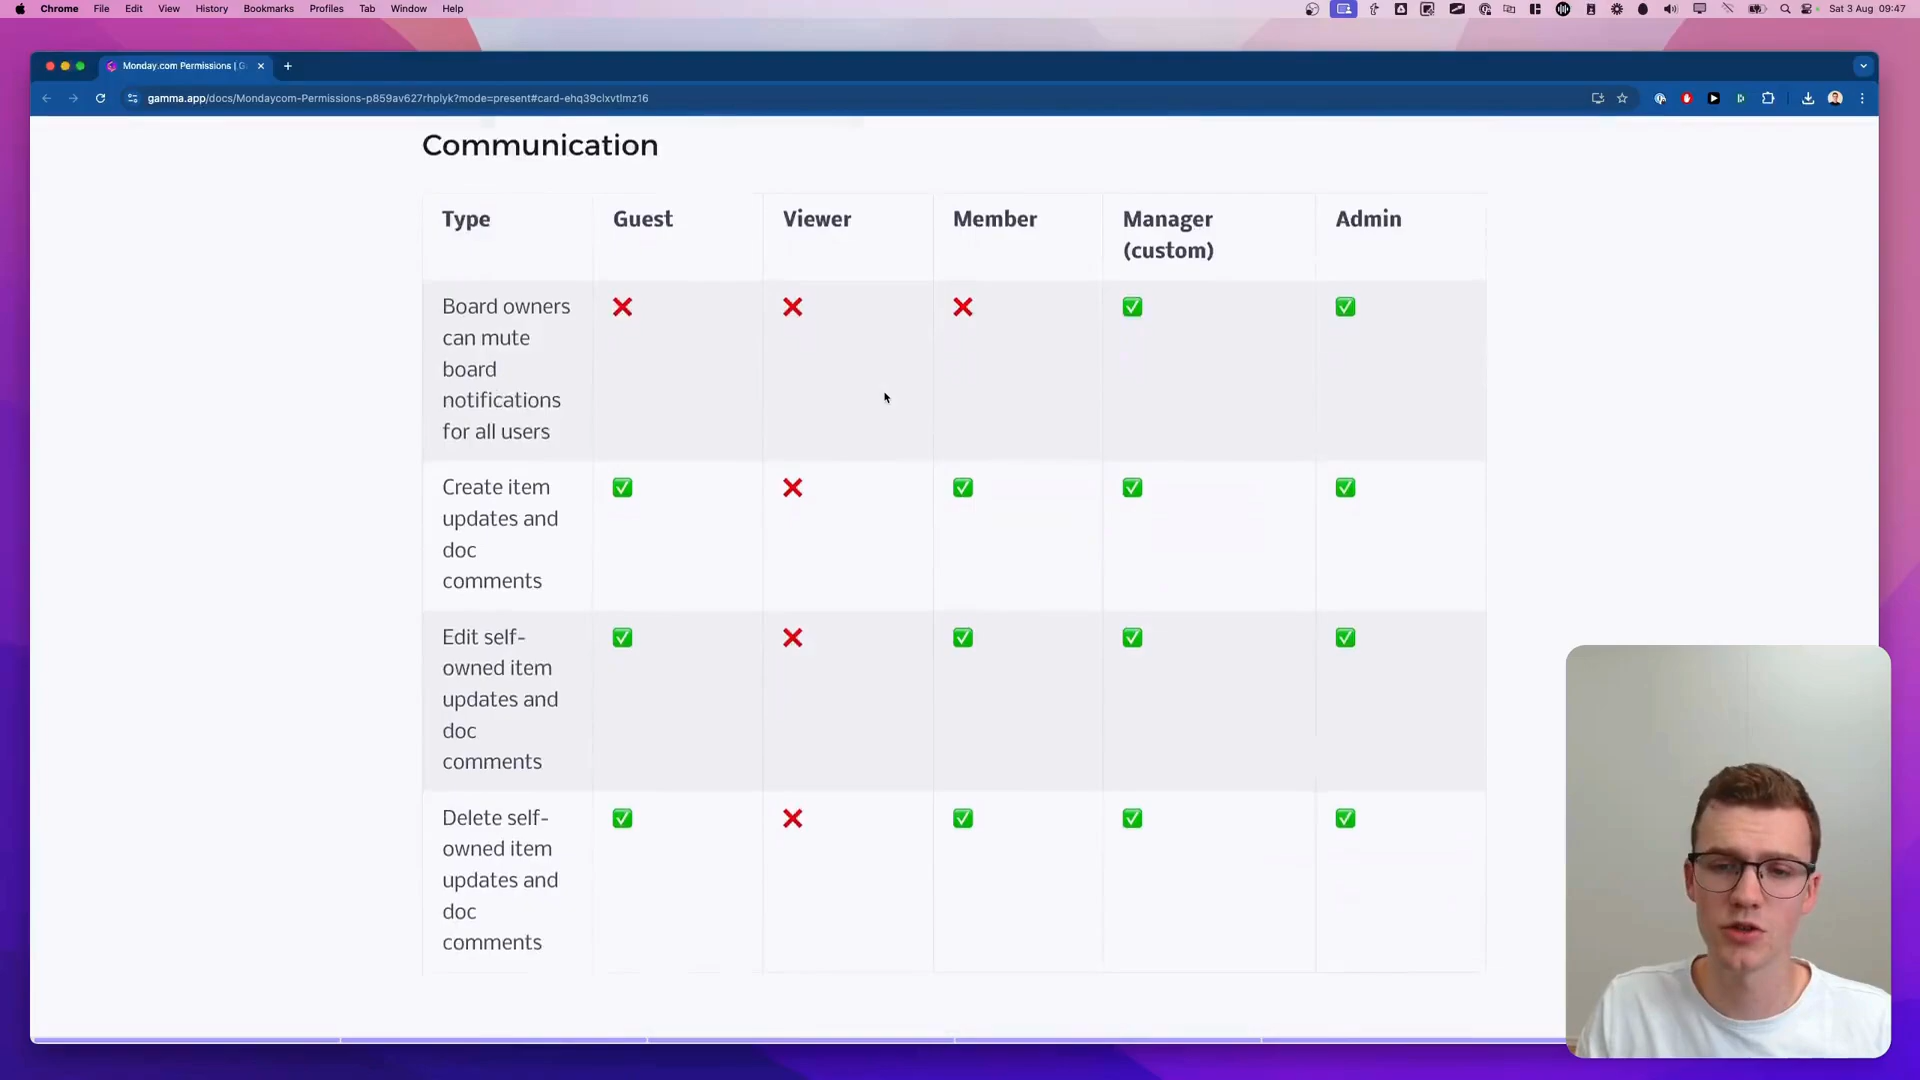 Chrome File Edit View History Bookmarks Profiles Tab Window Help
Sat 3 Aug 09:47
Monday.com Permissions | G
gamma.app/docs/Mondaycom-Permissions-p859av627rhplyk?mode=present#card-ehq39clxvtlmz16
Communication
Type Guest Viewer Member Manager (custom) Admin
Board owners
can mute
board
notifications
for all users
Create item
updates and
doc
comments
Edit self-
owned item
updates and
doc
comments
Delete self-
owned item
updates and
doc
comments